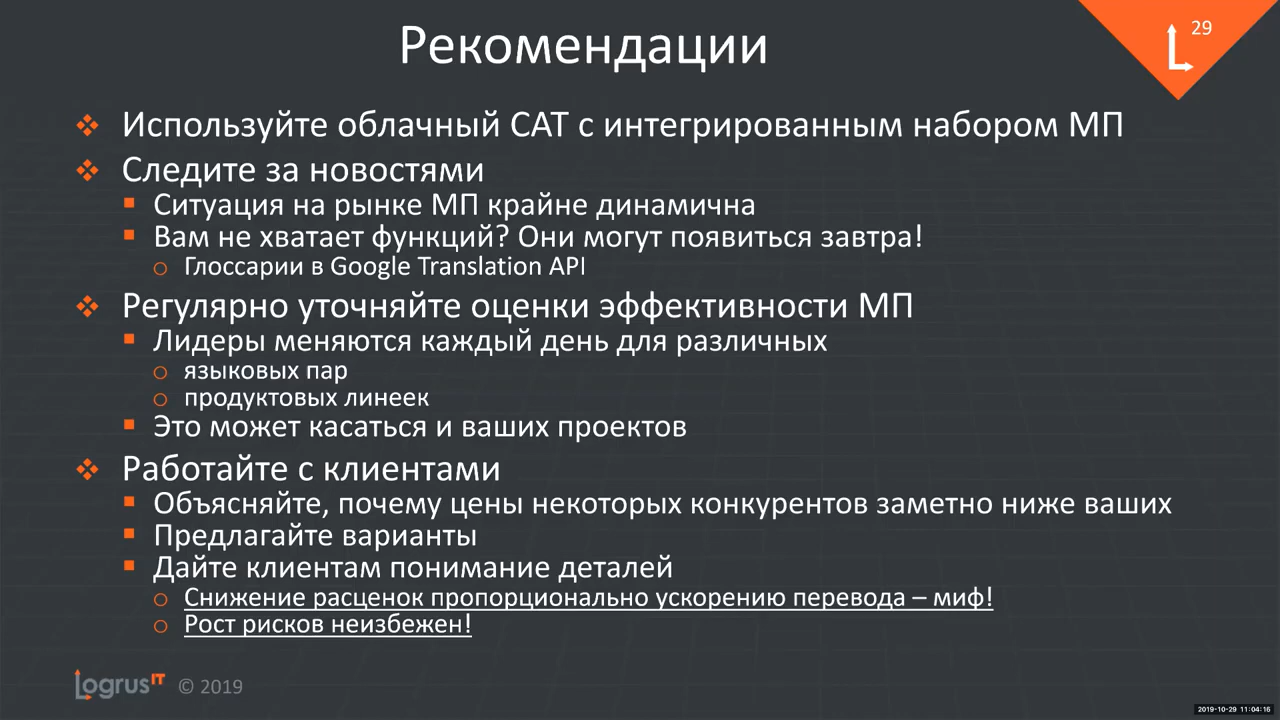 Рекомендации
29
Используйте облачный CAT с интегрированным набором МП
Следите за новостями
Ситуация на рынке МП крайне динамична
Вам не хватает функций? Они могут появиться завтра!
Глоссарии в Google Translation API
Регулярно уточняйте оценки эффективности МП
Лидеры меняются каждый день для различных
языковых пар
продуктовых линеек
Это может касаться и ваших проектов
Работайте с клиентами
Объясняйте, почему цены некоторых конкурентов заметно ниже ваших
Предлагайте варианты
Дайте клиентам понимание деталей
Снижение расценок пропорционально ускорению перевода – миф!
Рост рисков неизбежен!
Logrus IT © 2019
2019-10-29 11:04:16